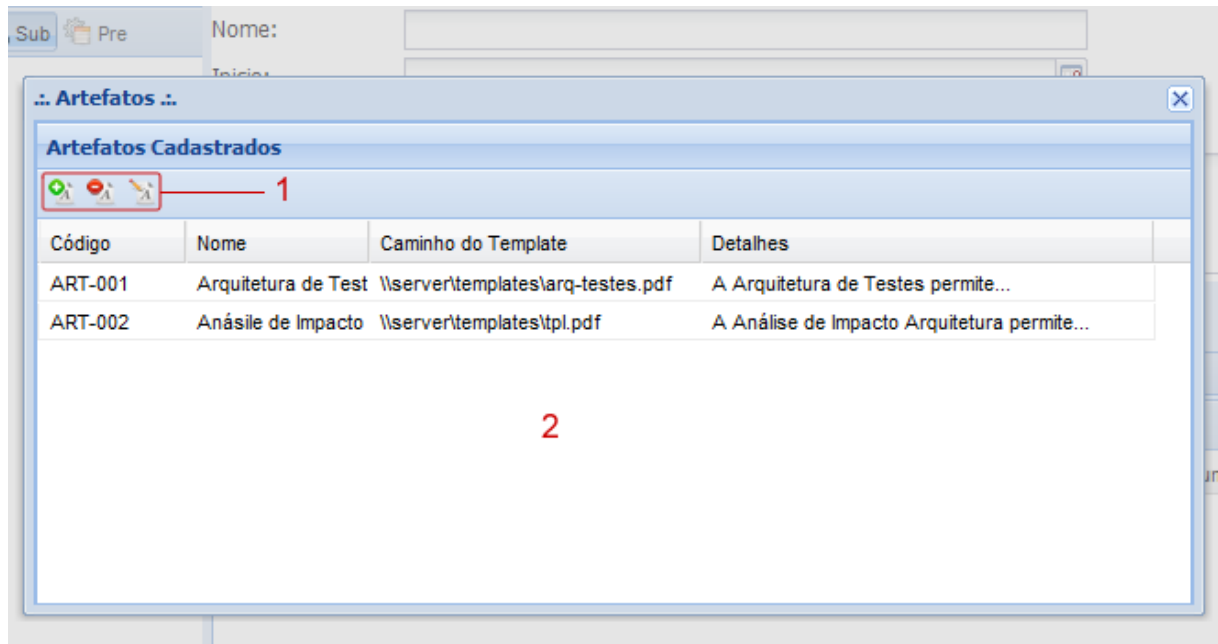 Sub Pre Nome:
Inicio:
.:. Artefatos .:.
Artefatos Cadastrados
1
Código Nome Caminho do Template Detalhes
ART-001 Arquitetura de Test \\server\templates\arq-testes.pdf A Arquitetura de Testes permite...
ART-002 Anásile de Impacto \\server\templates\tpl.pdf A Análise de Impacto Arquitetura permite...
2